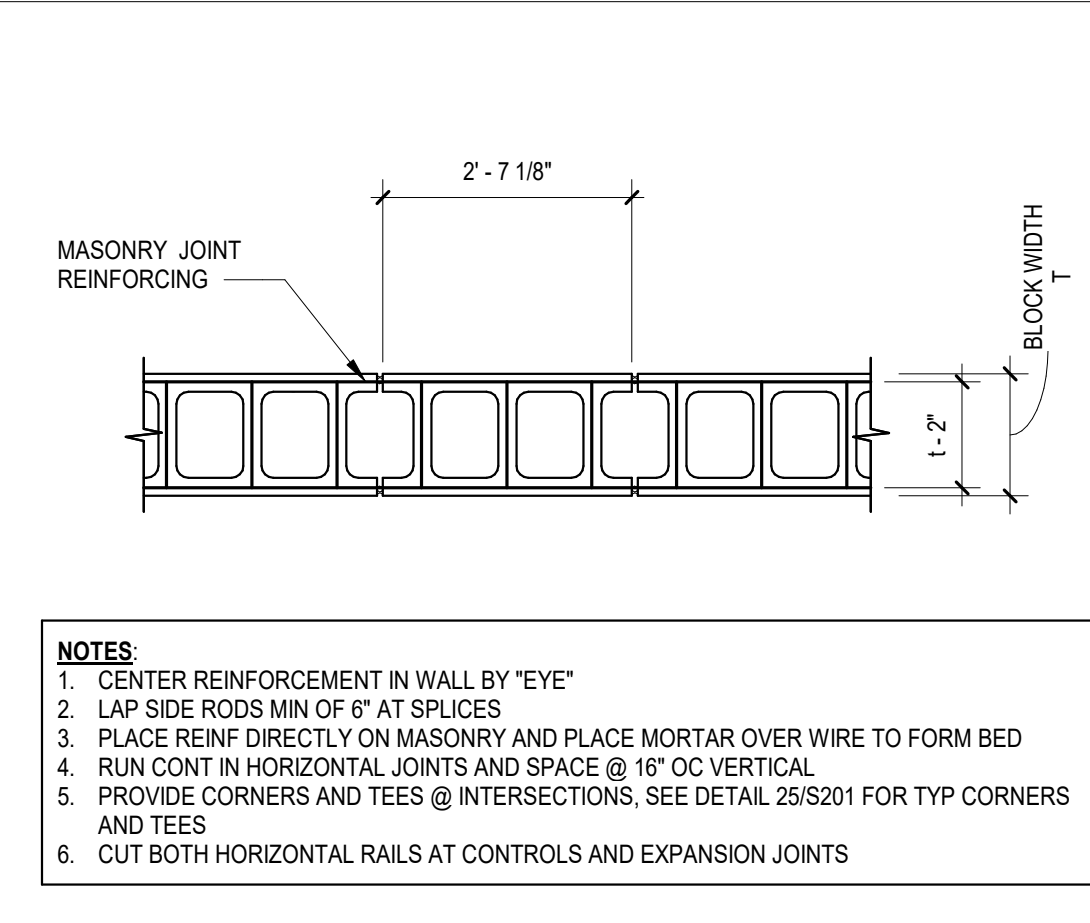 2' - 7 1/8"
MASONRY JOINT
REINFORCING
BLOCK WIDTH
T
t - 2"
NOTES:
1. CENTER REINFORCEMENT IN WALL BY "EYE"
2. LAP SIDE RODS MIN OF 6" AT SPLICES
3. PLACE REINF DIRECTLY ON MASONRY AND PLACE MORTAR OVER WIRE TO FORM BED
4. RUN CONT IN HORIZONTAL JOINTS AND SPACE @ 16" OC VERTICAL
5. PROVIDE CORNERS AND TEES @ INTERSECTIONS, SEE DETAIL 25/S201 FOR TYP CORNERS
AND TEES
6. CUT BOTH HORIZONTAL RAILS AT CONTROLS AND EXPANSION JOINTS